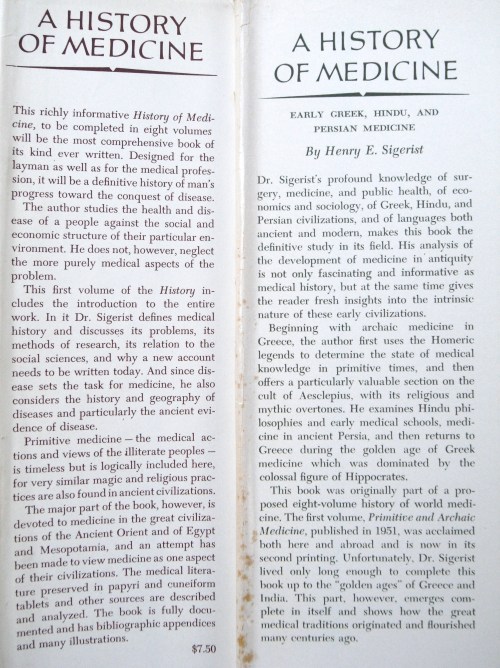 A HISTORY
OF MEDICINE
This richly informative History of Medi-
cine, to be completed in eight volumes
will be the most comprehensive book of
its kind ever written. Designed for the
layman as well as for the medical profes-
sion, it will be a definitive history of man's
progress toward the conquest of disease.
The author studies the health and dis-
ease of a people against the social and
economic structure of their particular en-
vironment. He does not, however, neglect
the more purely medical aspects of the
problem.
This first volume of the History in-
cludes the introduction to the entire
work. In it Dr. Sigerist defines medical
history and discusses its problems, its
methods of research, its relation to the
social sciences, and why a new account
needs to be written today. And since dis-
ease sets the task for medicine, he also
considers the history and geography of
diseases and particularly the ancient evi-
dence of disease.
Primitive medicine — the medical ac-
tions and views of the illiterate peoples —
is timeless but is logically included here,
for very similar magic and religious prac-
tices are also found in ancient civilizations.
The major part of the book, however, is
devoted to medicine in the great civiliza-
tions of the Ancient Orient and of Egypt
and Mesopotamia, and an attempt has
been made to view medicine as one aspect
of their civilizations. The medical litera-
ture preserved in papyri and cuneiform
tablets and other sources are described
and analyzed. The book is fully docu-
mented and has bibliographic appendices
and many illustrations.
$7.50
A HISTORY
OF MEDICINE
EARLY GREEK, HINDU, AND
PERSIAN MEDICINE
By Henry E. Sigerist
Dr. Sigerist's profound knowledge of sur-
gery, medicine, and public health, of eco-
nomics and sociology, of Greek, Hindu, and
Persian civilizations, and of languages both
ancient and modern, makes this book the
definitive study in its field. His analysis of
the development of medicine in antiquity
is not only fascinating and informative as
medical history, but at the same time gives
the reader fresh insights into the intrinsic
nature of these early civilizations.
Beginning with archaic medicine in
Greece, the author first uses the Homeric
legends to determine the state of medical
knowledge in primitive times, and then
offers a particularly valuable section on the
cult of Aesclepius, with its religious and
mythic overtones. He examines Hindu phi-
losophies and early medical schools, medi-
cine in ancient Persia, and then returns to
Greece during the golden age of Greek
medicine which was dominated by the
colossal figure of Hippocrates.
This book was originally part of a pro-
posed eight-volume history of world medi-
cine. The first volume, Primitive and Archaic
Medicine, published in 1951, was acclaimed
both here and abroad and is now in its
second printing. Unfortunately, Dr. Sigerist
lived only long enough to complete this
book up to the "golden ages" of Greece and
India. This part, however, emerges com-
plete in itself and shows how the great
medical traditions originated and flourished
many centuries ago.